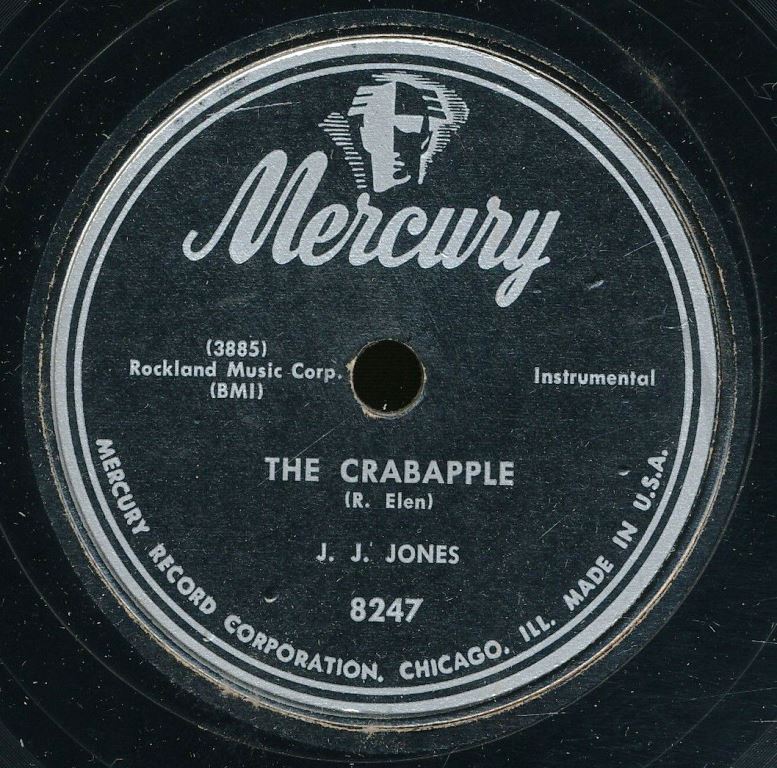 Mercury
(3885)
Rockland Music Corp.
(BMI)
Instrumental
THE CRABAPPLE
(R. Elen)
J. J. JONES
8247
MERCURY RECORD CORPORATION. CHICAGO. ILL. MADE IN U.S.A.